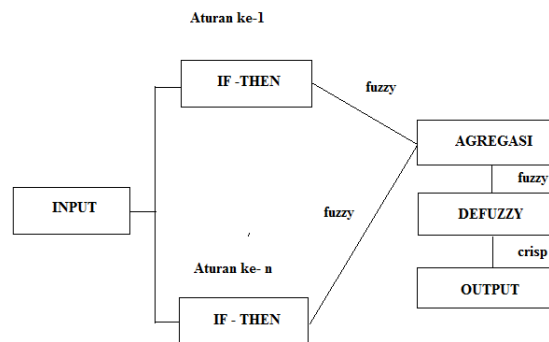 Aturan ke-1
IF -THEN
fuzzy
AGREGASI
fuzzy
INPUT
fuzzy
DEFUZZY
crisp
Aturan ke- n
OUTPUT
IF - THEN